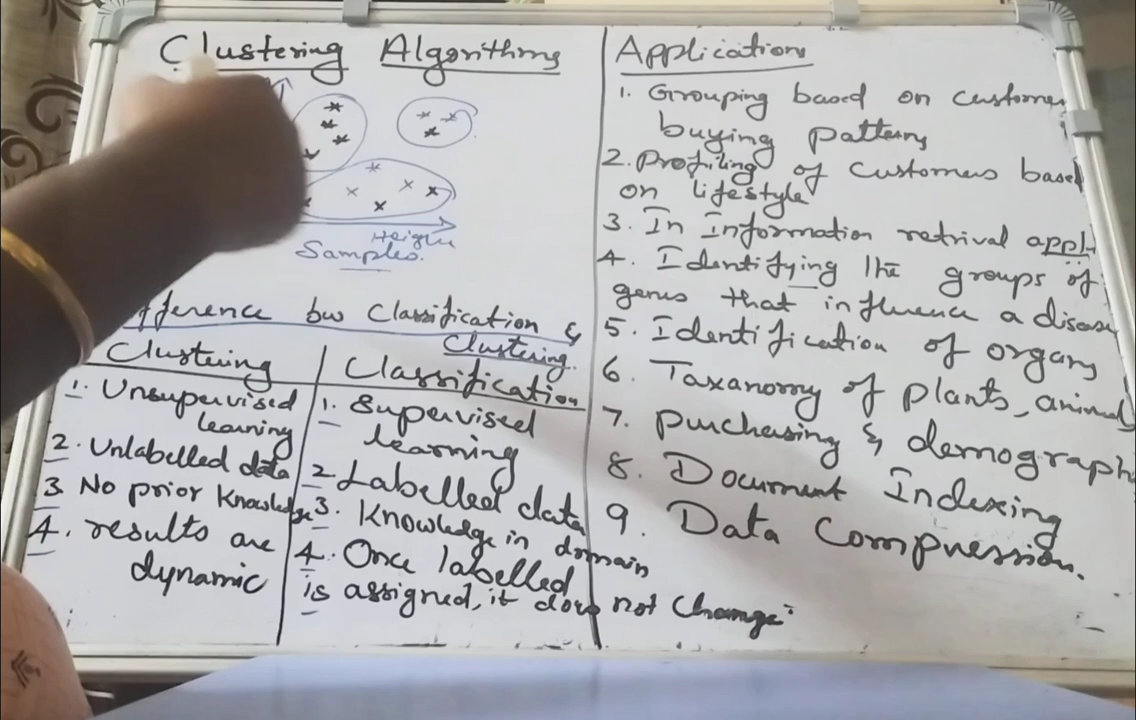 Clustering Algorithms
Height
Samples.
fference bw Classification &
Clustering.
Clustering
1. Unsupervised
learning
2. Unlabelled data
3 No prior Knowledge
4. results are
dynamic
Classification
1. Supervised
learning
2 Labelled data
3. Knowledge in domain
4. Once labelled
is assigned, it does not change.
Applications
1. Grouping based on customer
buying pattern
2. Profiling of customers based
on lifestyle
3. In Information retrival appl
4. Identifying the groups of
genes that influence a disease
5. Identification of organs
6. Taxanomy of plants, animal
7. Purchasing & demograph
8. Document Indexing
9. Data Compression.